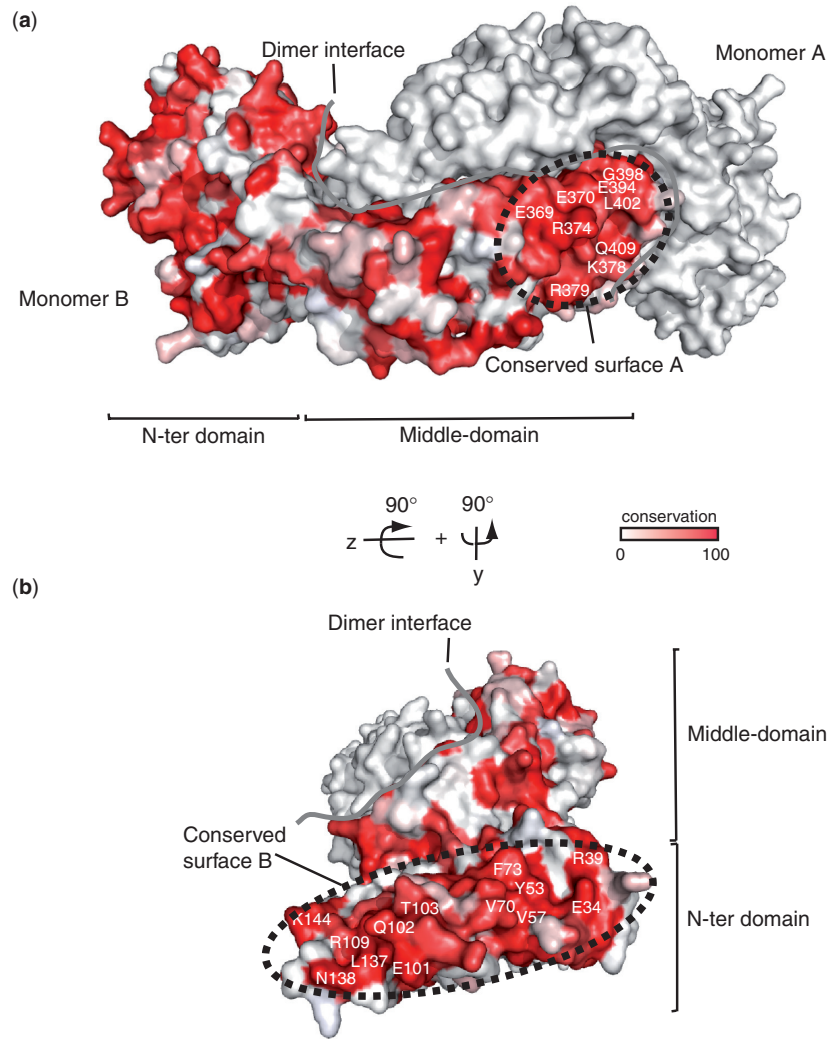 (a)
Dimer interface
Monomer A
G398
E394
E370
L402
E369
R374
Q409
K378
R379
Monomer B
Conserved surface A
N-ter domain
Middle-domain
90°
90°
conservation
z
+
0
100
y
(b)
Dimer interface
Middle-domain
Conserved
surface B
R39
F73
Y53
E34
T103
V70
V57
K144
Q102
R109
L137
E101
N138
N-ter domain